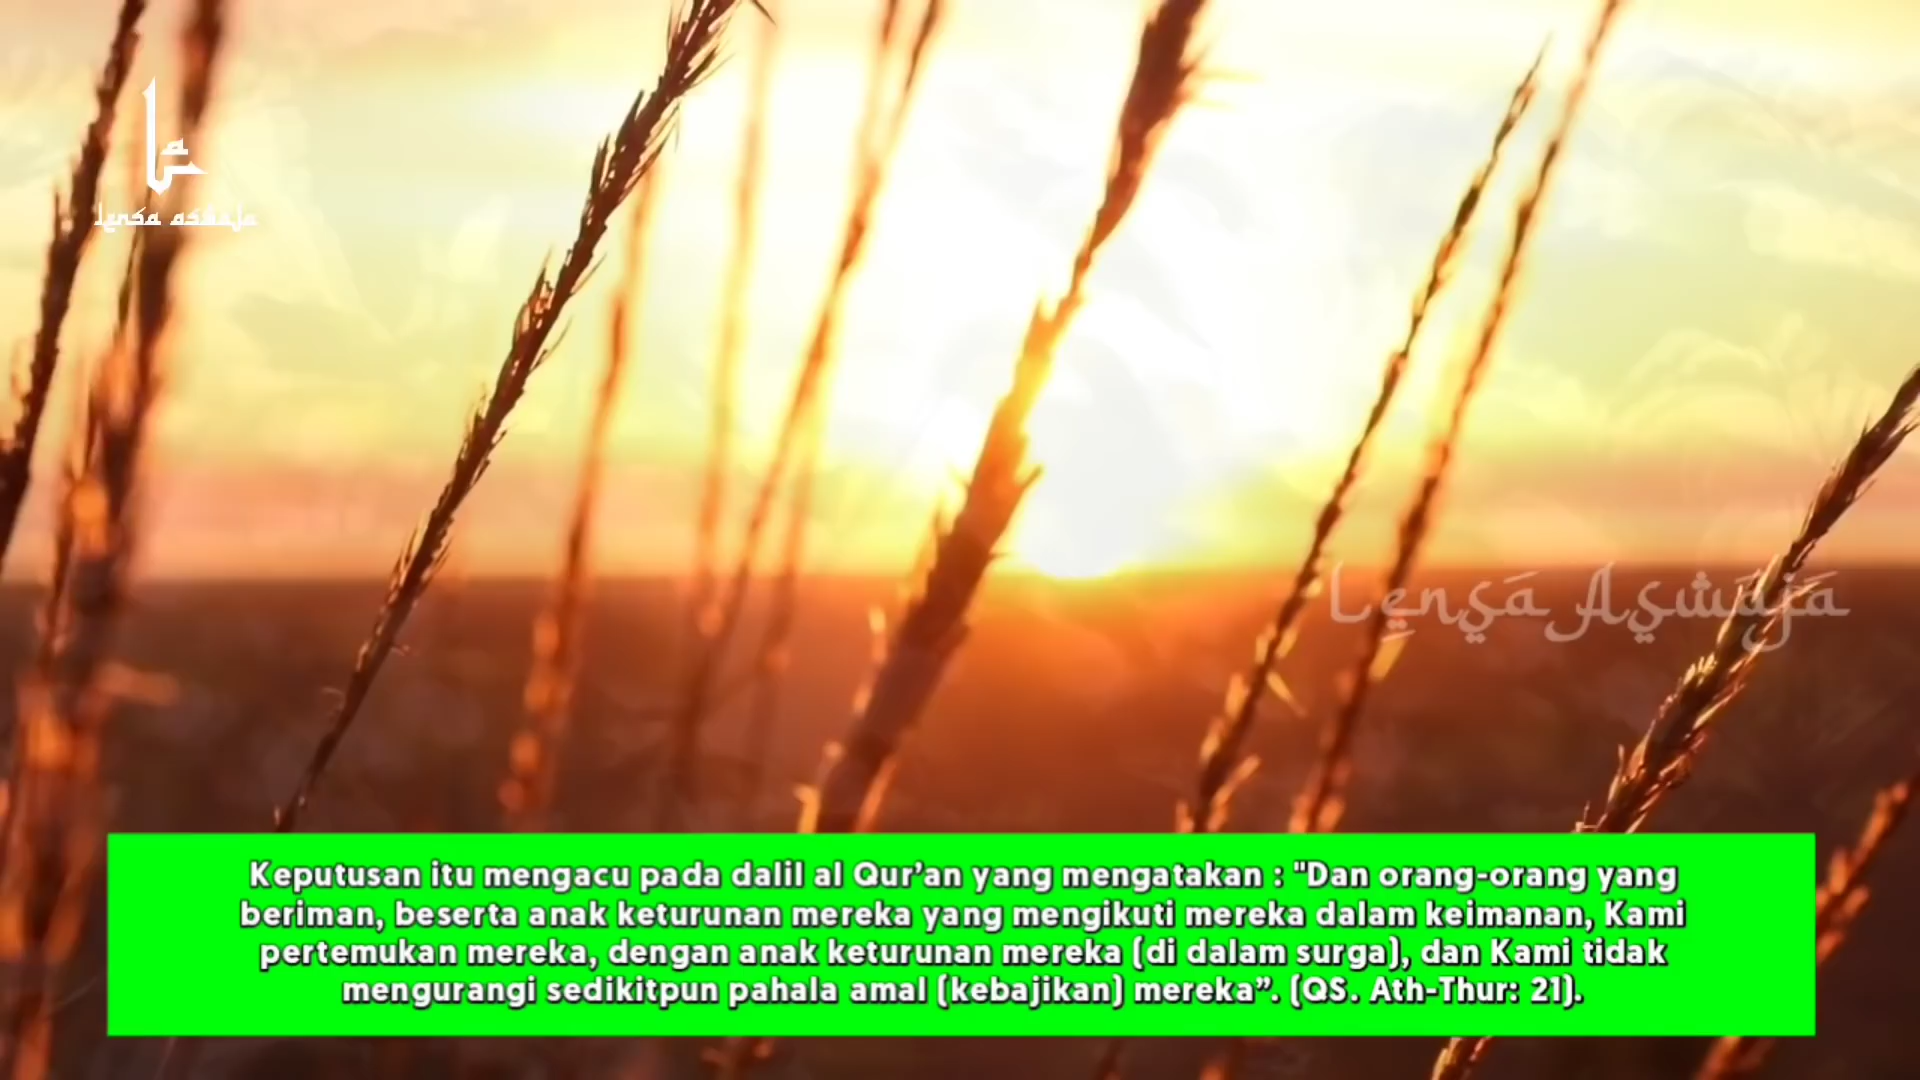 La
Lensa Aswaja
Lensa Aswaja
Keputusan itu mengacu pada dalil al Qur’an yang mengatakan : "Dan orang-orang yang
beriman, beserta anak keturunan mereka yang mengikuti mereka dalam keimanan, Kami
pertemukan mereka, dengan anak keturunan mereka (di dalam surga), dan Kami tidak
mengurangi sedikitpun pahala amal (kebajikan) mereka”. (QS. Ath-Thur: 21).